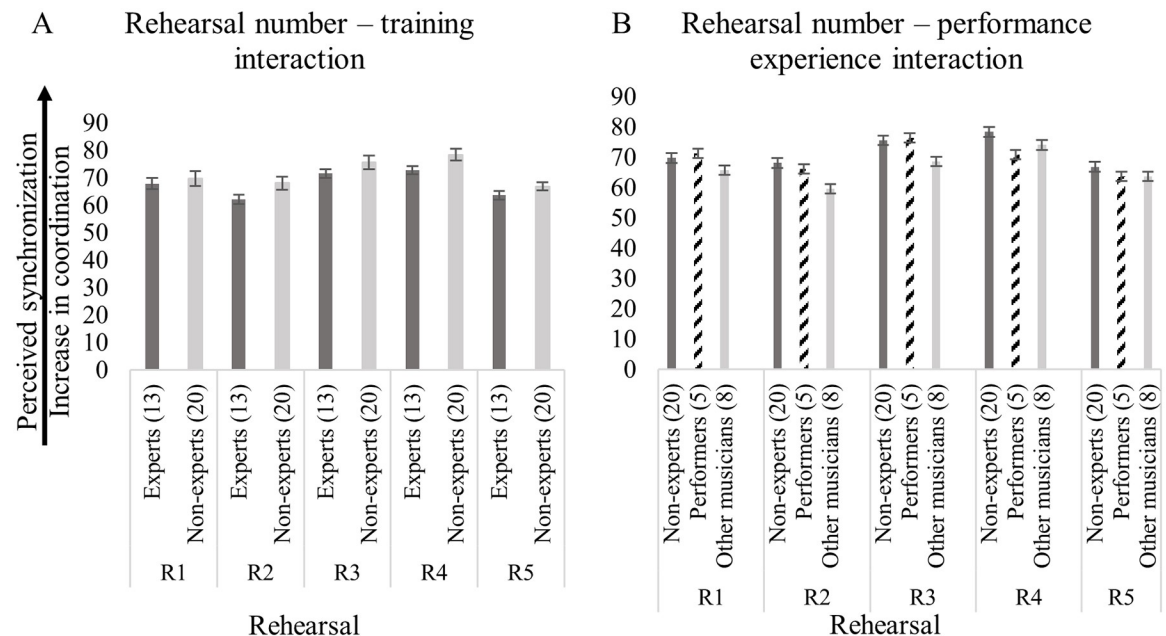 A
Rehearsal number – training
interaction
Perceived synchronization
Increase in coordination
90
80
70
60
50
40
30
20
10
0
Experts (13)
Non-experts (20)
Experts (13)
Non-experts (20)
Experts (13)
Non-experts (20)
Experts (13)
Non-experts (20)
Experts (13)
Non-experts (20)
R1 R2 R3 R4 R5
Rehearsal
B
Rehearsal number – performance
experience interaction
90
80
70
60
50
40
30
20
10
0
Non-experts (20)
Performers (5)
Other musicians (8)
Non-experts (20)
Performers (5)
Other musicians (8)
Non-experts (20)
Performers (5)
Other musicians (8)
Non-experts (20)
Performers (5)
Other musicians (8)
Non-experts (20)
Performers (5)
Other musicians (8)
R1 R2 R3 R4 R5
Rehearsal